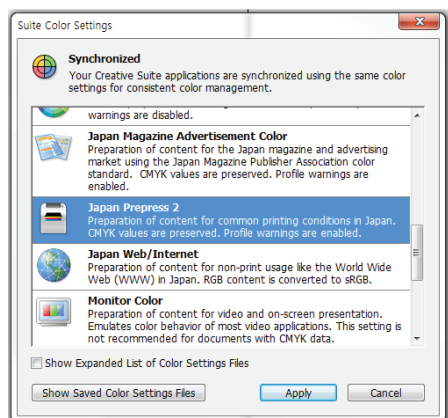 Suite Color Settings
Synchronized
Your Creative Suite applications are synchronized using the same color
settings for consistent color management.
warnings are disabled.
Japan Magazine Advertisement Color
Preparation of content for the Japan magazine and advertising
market using the Japan Magazine Publisher Association color
standard. CMYK values are preserved. Profile warnings are
enabled.
Japan Prepress 2
Preparation of content for common printing conditions in Japan.
CMYK values are preserved. Profile warnings are enabled.
Japan Web/Internet
Preparation of content for non-print usage like the World Wide
Web (WWW) in Japan. RGB content is converted to sRGB.
Monitor Color
Preparation of content for video and on-screen presentation.
Emulates color behavior of most video applications. This setting is
not recommended for documents with CMYK data.
Show Expanded List of Color Settings Files
Show Saved Color Settings Files
Apply
Cancel